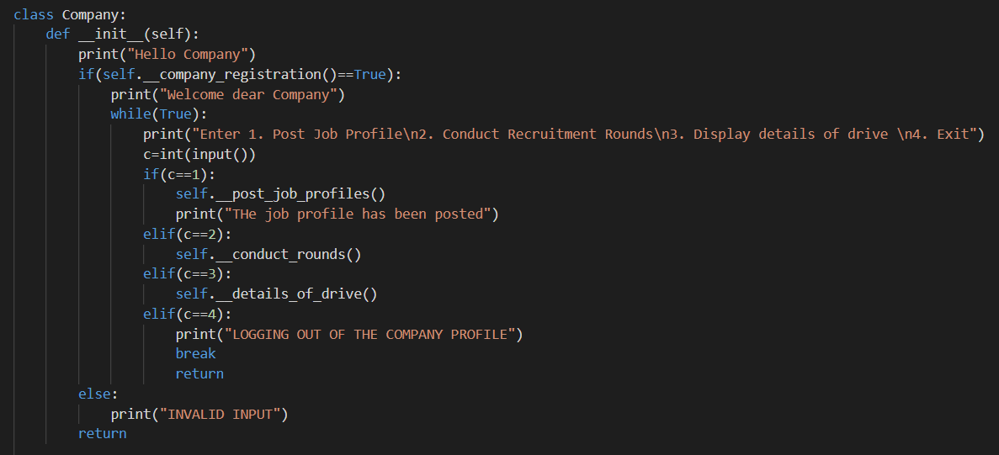 class Company:
    def __init__(self):
        print("Hello Company")
        if(self.__company_registration()==True):
            print("Welcome dear Company")
            while(True):
                print("Enter 1. Post Job Profile\n2. Conduct Recruitment Rounds\n3. Display details of drive \n4. Exit")
                c=int(input())
                if(c==1):
                    self.__post_job_profiles()
                    print("THe job profile has been posted")
                elif(c==2):
                    self.__conduct_rounds()
                elif(c==3):
                    self.__details_of_drive()
                elif(c==4):
                    print("LOGGING OUT OF THE COMPANY PROFILE")
                    break
                    return
        else:
            print("INVALID INPUT")
        return